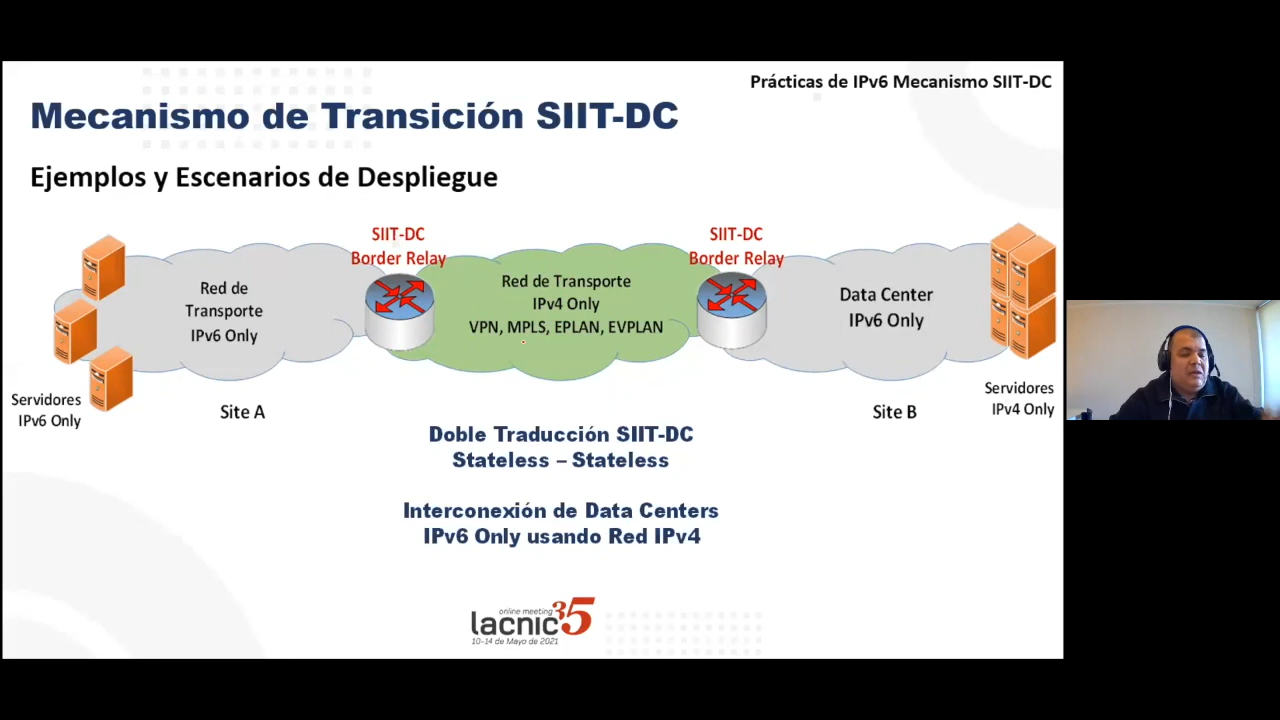 Prácticas de IPv6 Mecanismo SIIT-DC
Mecanismo de Transición SIIT-DC
Ejemplos y Escenarios de Despliegue
SIIT-DC
Border Relay
SIIT-DC
Border Relay
Red de
Transporte
IPv6 Only
Red de Transporte
IPv4 Only
VPN, MPLS, EPLAN, EVPLAN
Data Center
IPv6 Only
Servidores
IPv6 Only
Site A
Site B
Servidores
IPv4 Only
Doble Traducción SIIT-DC
Stateless – Stateless
Interconexión de Data Centers
IPv6 Only usando Red IPv4
online meeting
lacnic 35
10-14 de Mayo de 2021